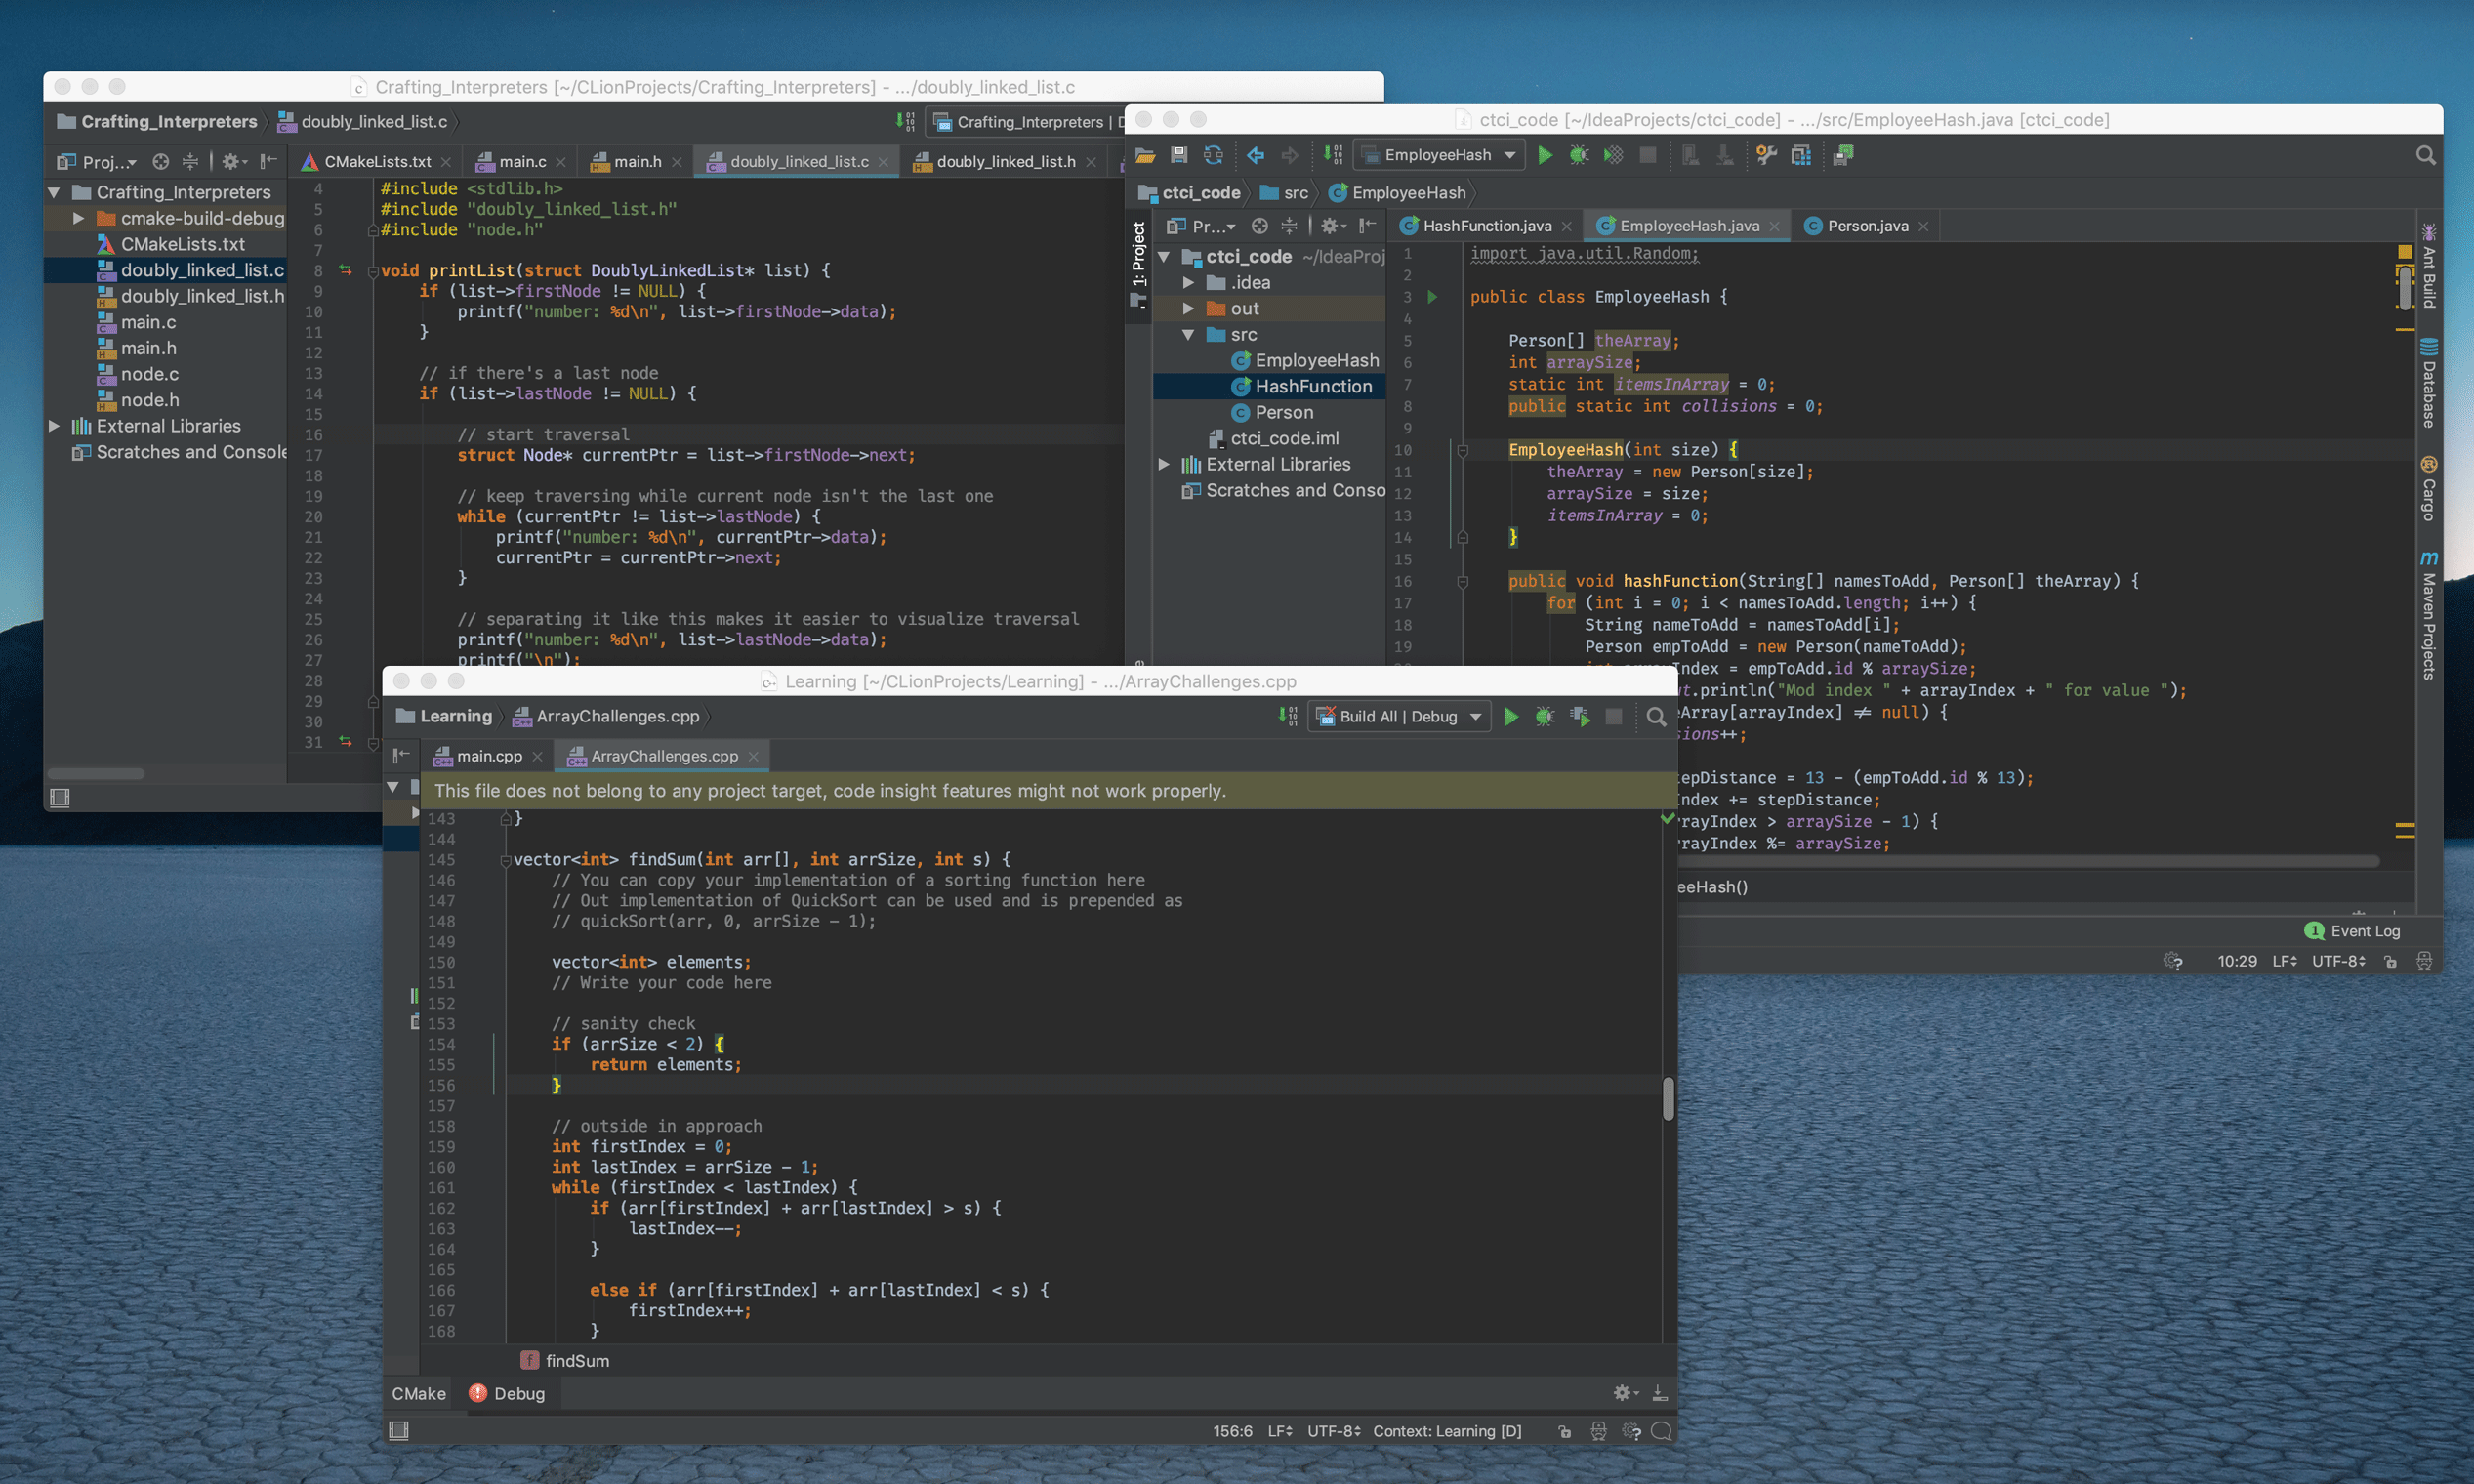 Crafting_Interpreters [~/CLionProjects/Crafting_Interpreters] - .../doubly_linked_list.c
Crafting_Interpreters
doubly_linked_list.c
Crafting_Interpreters |
Proj...
CMakeLists.txt
main.c
main.h
doubly_linked_list.c
doubly_linked_list.h
Crafting_Interpreters
cmake-build-debug
CMakeLists.txt
doubly_linked_list.c
doubly_linked_list.h
main.c
main.h
node.c
node.h
External Libraries
Scratches and Console
4 #include <stdlib.h>
5 #include "doubly_linked_list.h"
6 #include "node.h"
7
8 void printList(struct DoublyLinkedList* list) {
9 if (list->firstNode != NULL) {
10 printf("number: %d\n", list->firstNode->data);
11 }
12
13 // if there's a last node
14 if (list->lastNode != NULL) {
15
16 // start traversal
17 struct Node* currentPtr = list->firstNode->next;
18
19 // keep traversing while current node isn't the last one
20 while (currentPtr != list->lastNode) {
21 printf("number: %d\n", currentPtr->data);
22 currentPtr = currentPtr->next;
23 }
24
25 // separating it like this makes it easier to visualize traversal
26 printf("number: %d\n", list->lastNode->data);
27 printf("\n");
28
29
30
31
ctci_code [~/IdeaProjects/ctci_code] - .../src/EmployeeHash.java [ctci_code]
EmployeeHash
ctci_code
src
EmployeeHash
1: Project
Pr...
HashFunction.java
EmployeeHash.java
Person.java
ctci_code ~/IdeaProj
.idea
out
src
EmployeeHash
HashFunction
Person
ctci_code.iml
External Libraries
Scratches and Conso
1 import java.util.Random;
2
3 public class EmployeeHash {
4
5 Person[] theArray;
6 int arraySize;
7 static int itemsInArray = 0;
8 public static int collisions = 0;
9
10 EmployeeHash(int size) {
11 theArray = new Person[size];
12 arraySize = size;
13 itemsInArray = 0;
14 }
15
16 public void hashFunction(String[] namesToAdd, Person[] theArray) {
17 for (int i = 0; i < namesToAdd.length; i++) {
18 String nameToAdd = namesToAdd[i];
19 Person empToAdd = new Person(nameToAdd);
Index = empToAdd.id % arraySize;
t.println("Mod index " + arrayIndex + " for value ");
Array[arrayIndex] ≠ null) {
sions++;
epDistance = 13 - (empToAdd.id % 13);
ndex += stepDistance;
rayIndex > arraySize - 1) {
rayIndex %= arraySize;
eeHash()
Ant Build
Database
Cargo
m Maven Projects
1 Event Log
10:29 LF UTF-8
Learning [~/CLionProjects/Learning] - .../ArrayChallenges.cpp
Learning
ArrayChallenges.cpp
Build All | Debug
main.cpp
ArrayChallenges.cpp
This file does not belong to any project target, code insight features might not work properly.
143 }
144
145 vector<int> findSum(int arr[], int arrSize, int s) {
146 // You can copy your implementation of a sorting function here
147 // Out implementation of QuickSort can be used and is prepended as
148 // quickSort(arr, 0, arrSize - 1);
149
150 vector<int> elements;
151 // Write your code here
152
153 // sanity check
154 if (arrSize < 2) {
155 return elements;
156 }
157
158 // outside in approach
159 int firstIndex = 0;
160 int lastIndex = arrSize - 1;
161 while (firstIndex < lastIndex) {
162 if (arr[firstIndex] + arr[lastIndex] > s) {
163 lastIndex--;
164 }
165
166 else if (arr[firstIndex] + arr[lastIndex] < s) {
167 firstIndex++;
168 }
f findSum
CMake
Debug
156:6 LF UTF-8 Context: Learning [D]